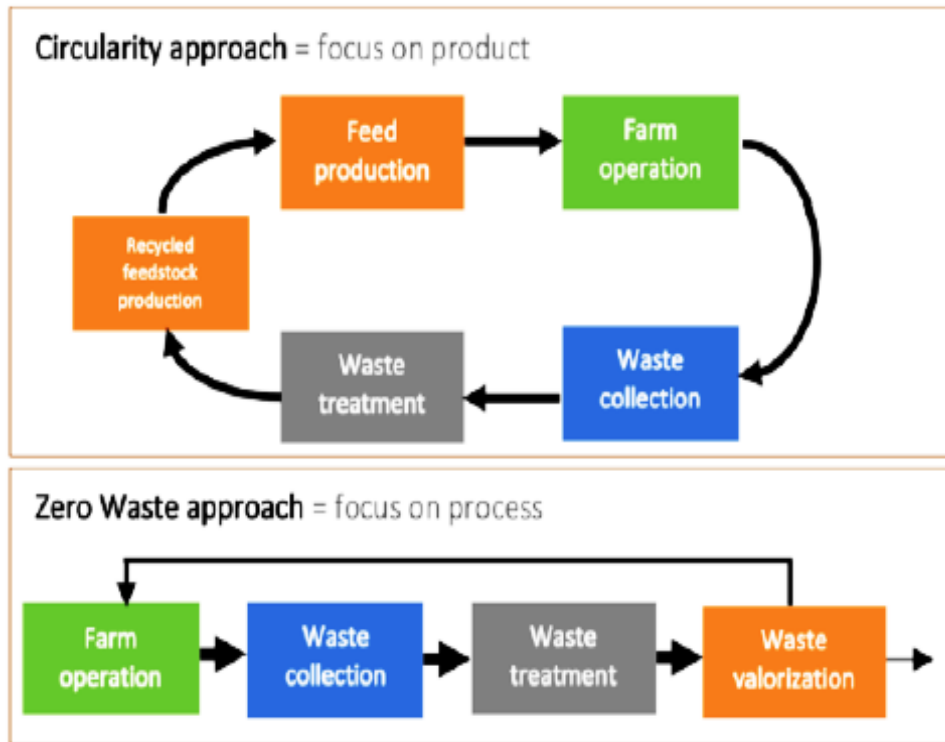 Circularity approach = focus on product
Feed
production
Farm
operation
Recycled
feedstock
production
Waste
treatment
Waste
collection
Zero Waste approach = focus on process
Farm
operation
Waste
collection
Waste
treatment
Waste
valorization